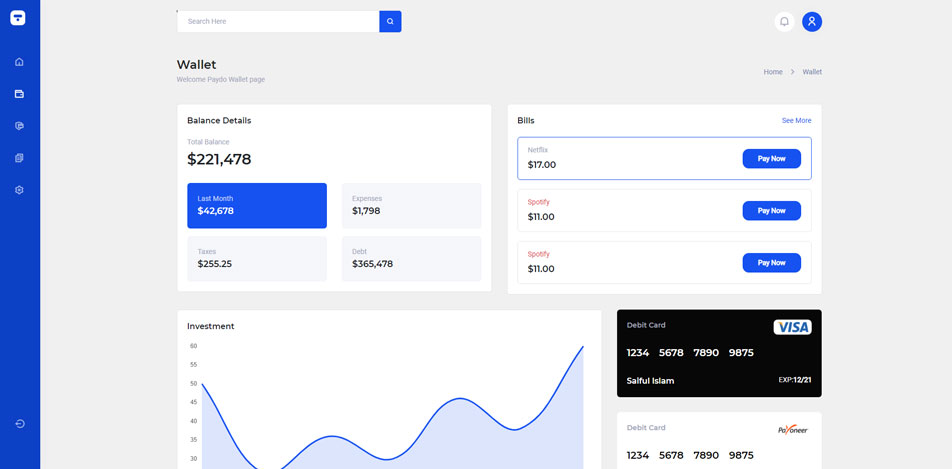 Search Here
Wallet
Welcome Paydo Wallet page
Home > Wallet
Balance Details
Total Balance
$221,478
Last Month
$42,678
Expenses
$1,798
Taxes
$255.25
Debt
$365,478
Bills
See More
Netflix
$17.00
Pay Now
Spotify
$11.00
Pay Now
Spotify
$11.00
Pay Now
Investment
60
55
50
45
40
35
30
Debit Card
VISA
1234 5678 7890 9875
Saiful Islam
EXP:12/21
Debit Card
Payoneer
1234 5678 7890 9875